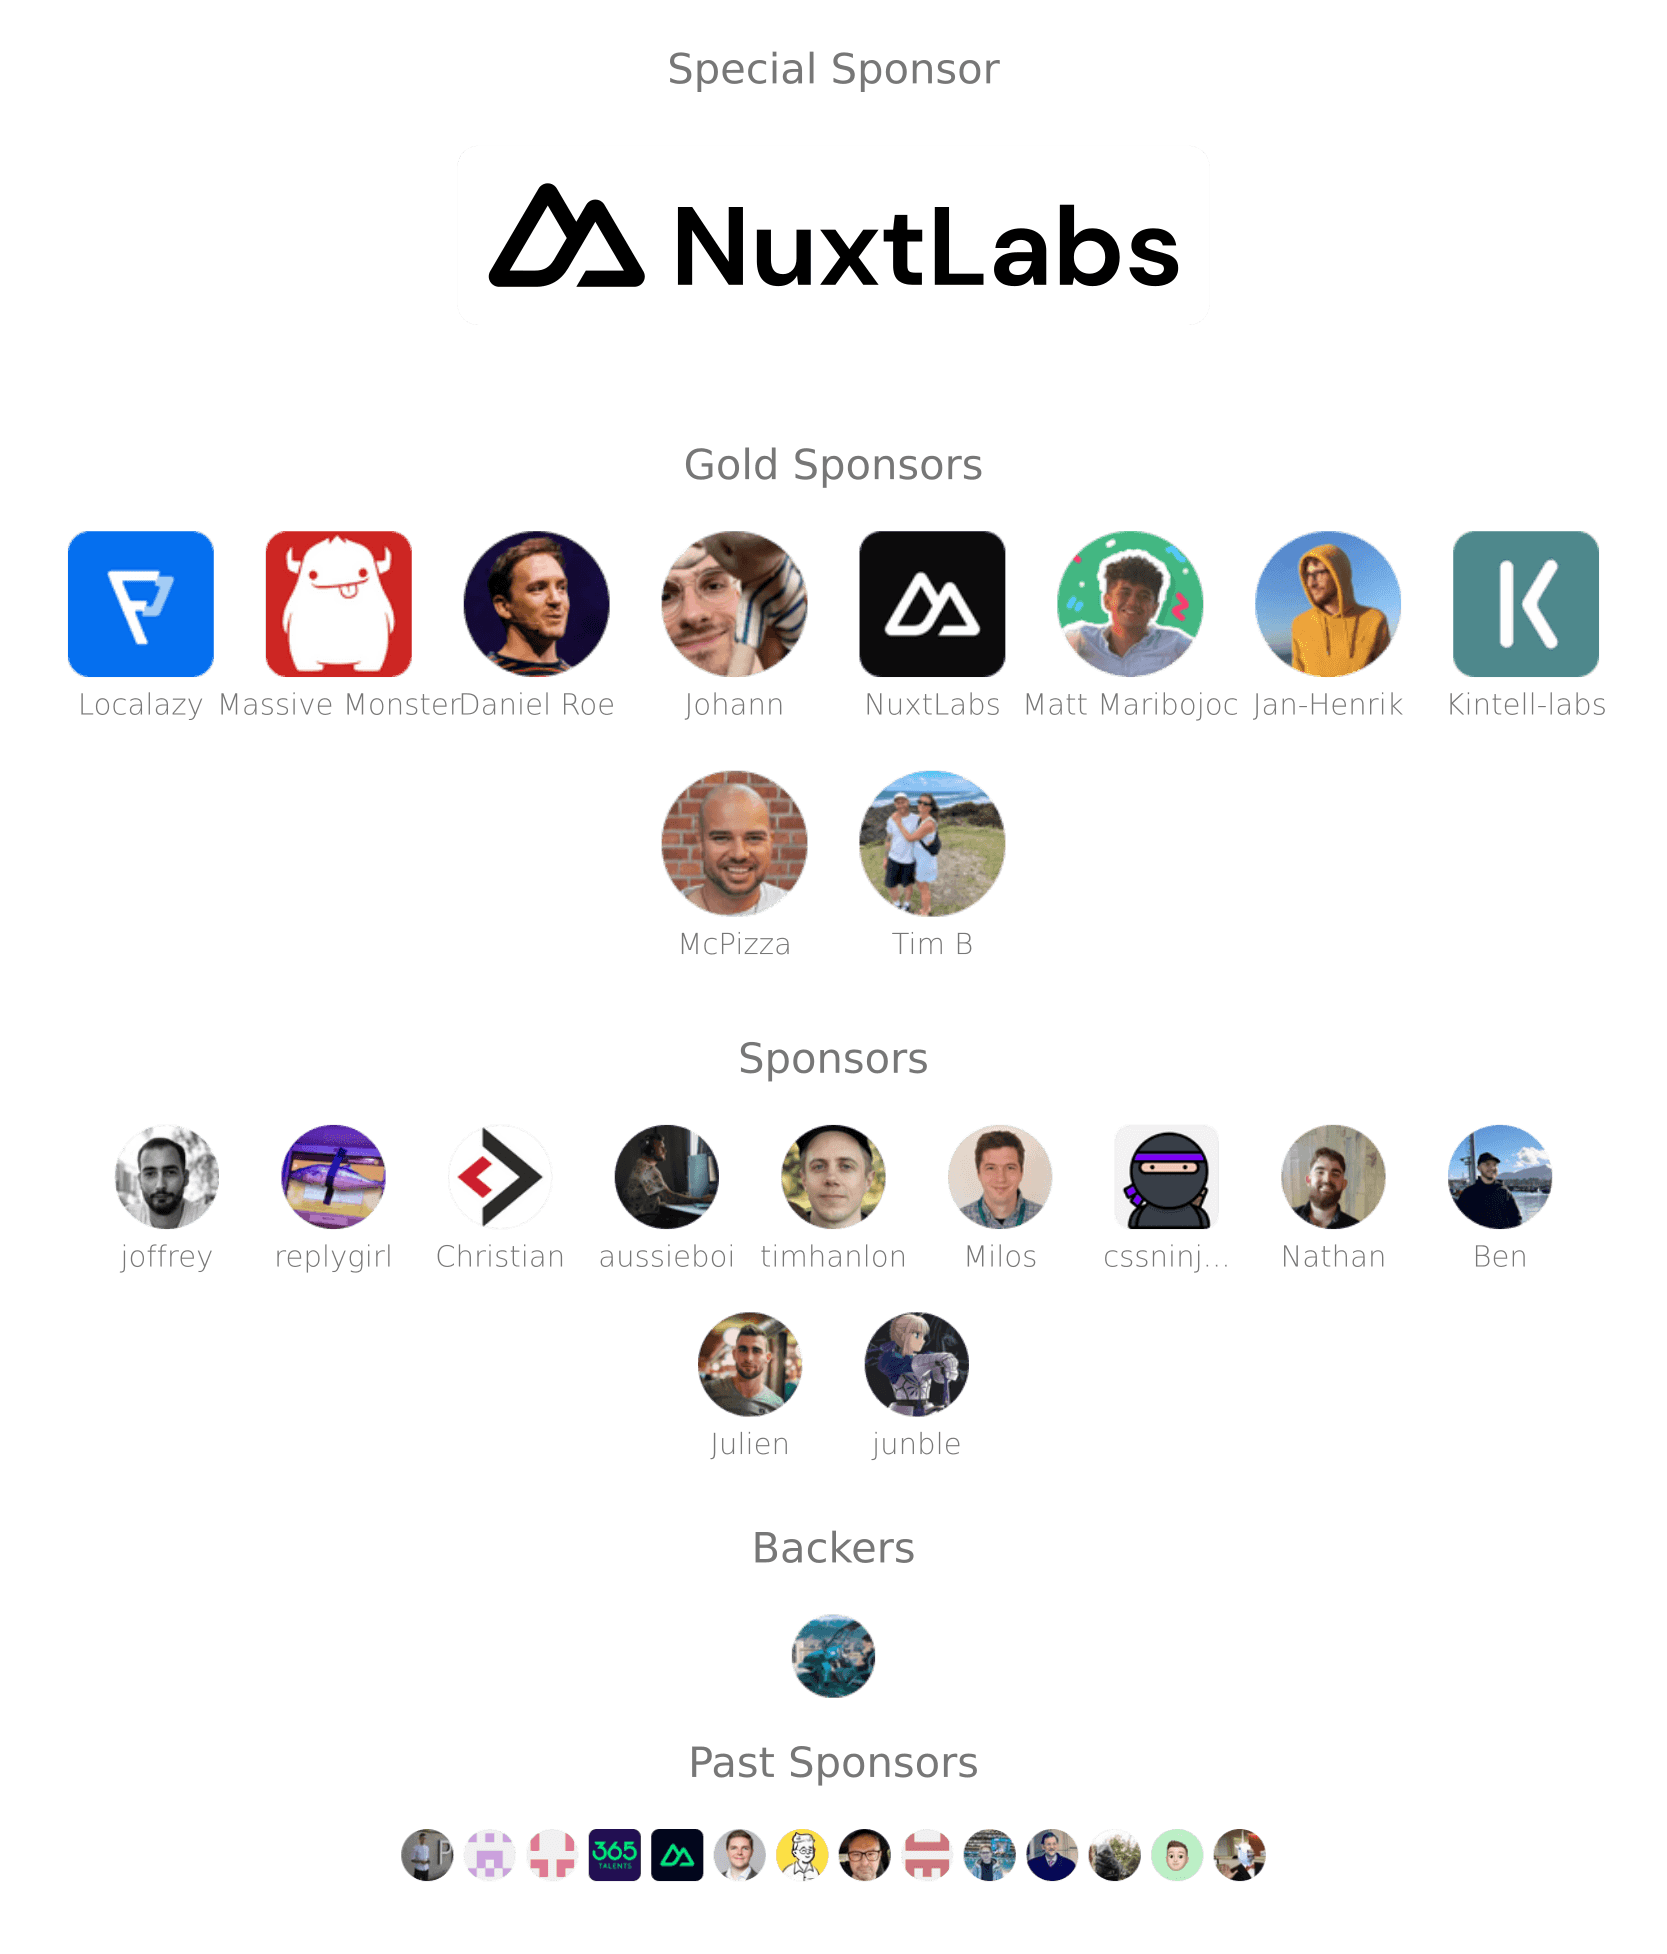 Special Sponsor
NuxtLabs
Gold Sponsors
Localazy Massive Monster Daniel Roe Johann NuxtLabs Matt Maribojoc Jan-Henrik Kintell-labs
McPizza Tim B
Sponsors
joffrey replygirl Christian aussieboi timhanlon Milos cssninj... Nathan Ben
Julien junble
Backers
Past Sponsors
P
365
TALENTS